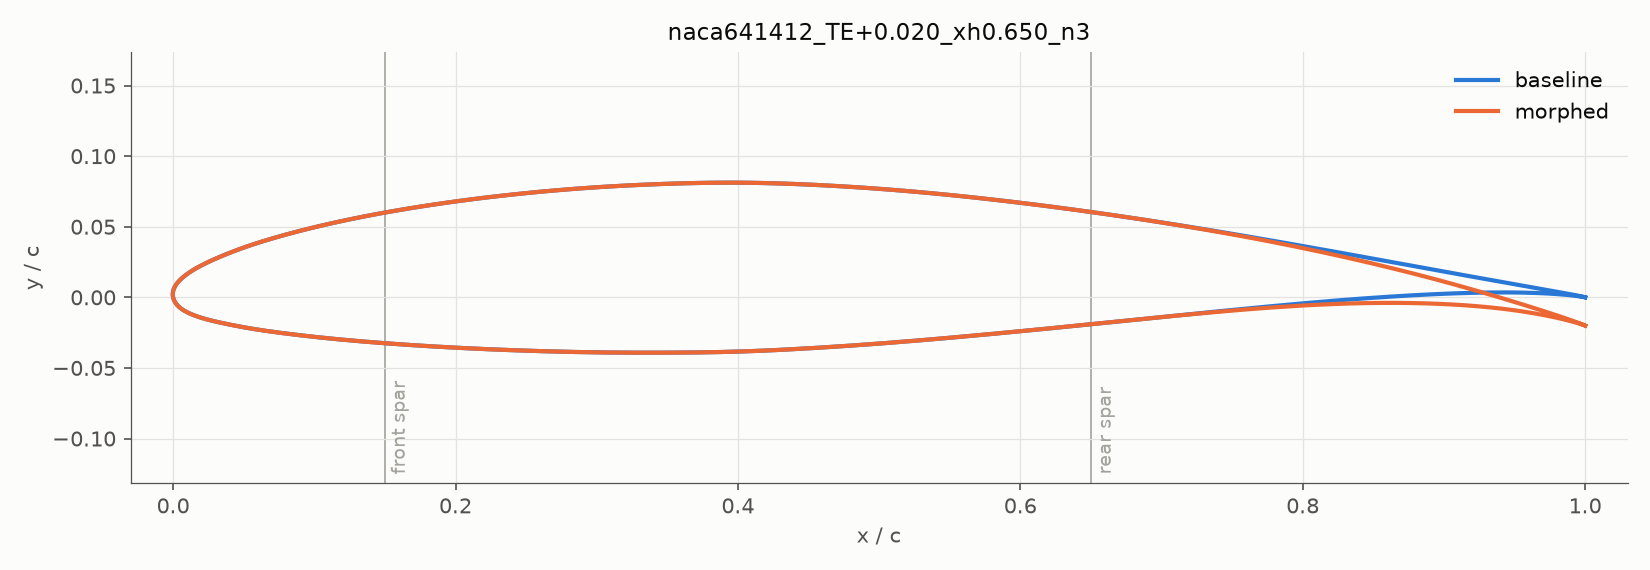 naca641412_TE+0.020_xh0.650_n3
baseline
morphed
0.15
0.10
0.05
0.00
−0.05
−0.10
y / c
front spar
rear spar
0.0 0.2 0.4 0.6 0.8 1.0
x / c